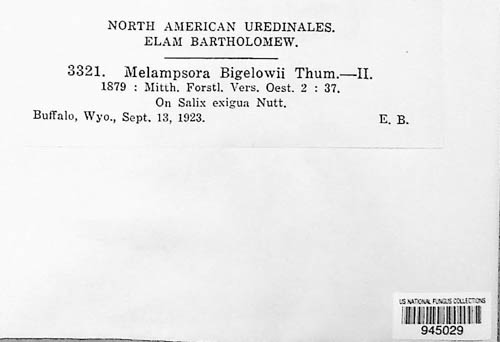 NORTH AMERICAN UREDINALES.
ELAM BARTHOLOMEW.
3321. Melampsora Bigelowii Thum.—II.
1879 : Mitth. Forstl. Vers. Oest. 2 : 37.
On Salix exigua Nutt.
Buffalo, Wyo., Sept. 13, 1923. E. B.
US NATIONAL FUNGUS COLLECTIONS
945029